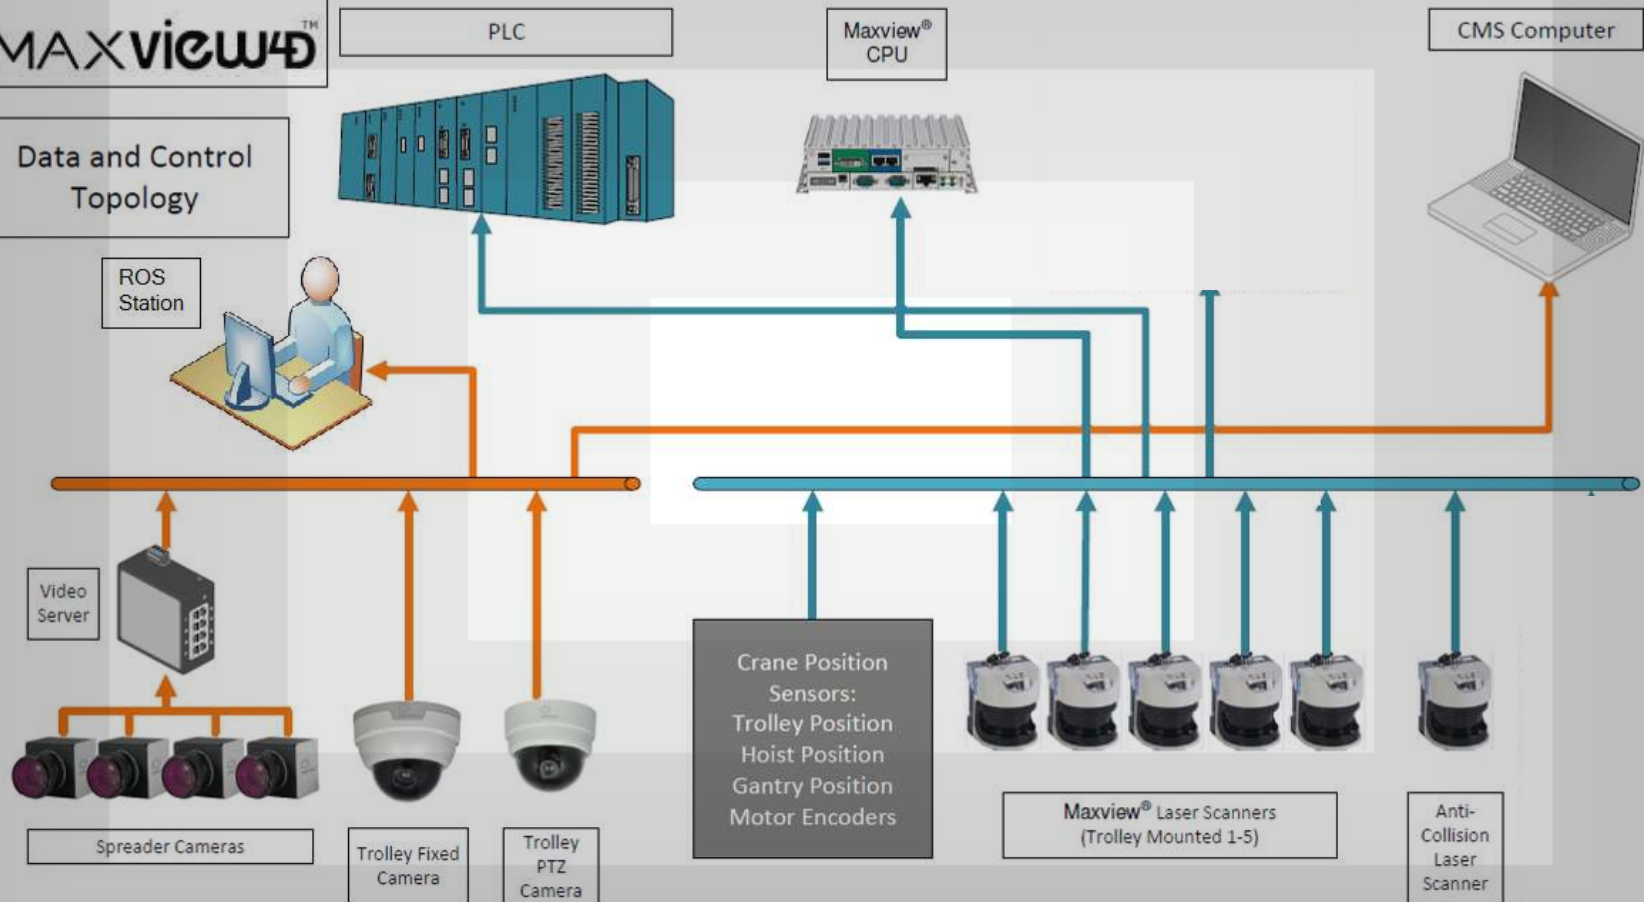 MAXview4D™
PLC
Maxview®
CPU
CMS Computer
Data and Control
Topology
ROS
Station
Video
Server
Crane Position
Sensors:
Trolley Position
Hoist Position
Gantry Position
Motor Encoders
Spreader Cameras
Trolley Fixed
Camera
Trolley
PTZ
Camera
Maxview® Laser Scanners
(Trolley Mounted 1-5)
Anti-
Collision
Laser
Scanner